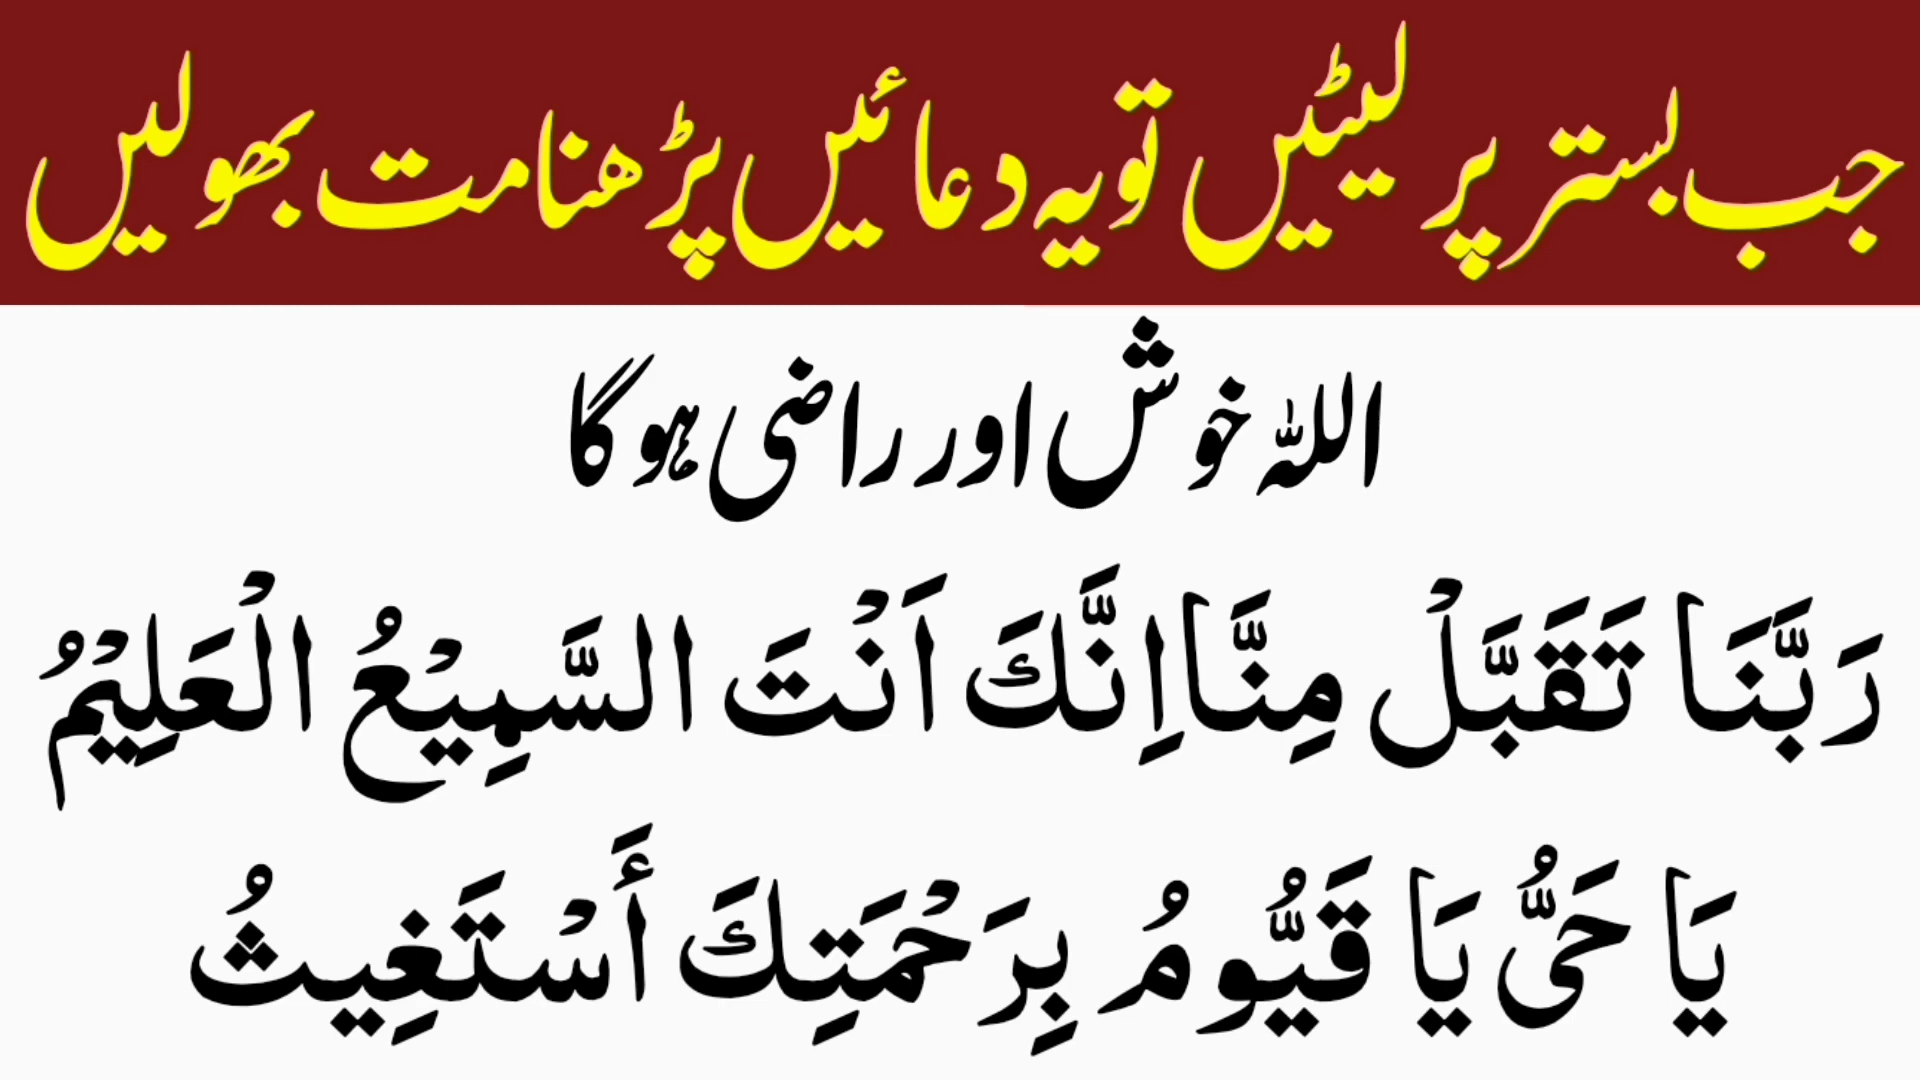 جب بستر پر لیٹیں تو یہ دعائیں پڑھنا مت بھولیں
اللہ خوش اور راضی ہو گا
رَبَّنَا تَقَبَّلْ مِنَّا اِنَّكَ اَنْتَ السَّمِيْعُ الْعَلِيْمُ
يَا حَيُّ يَا قَيُّومُ بِرَحْمَتِكَ أَسْتَغِيثُ